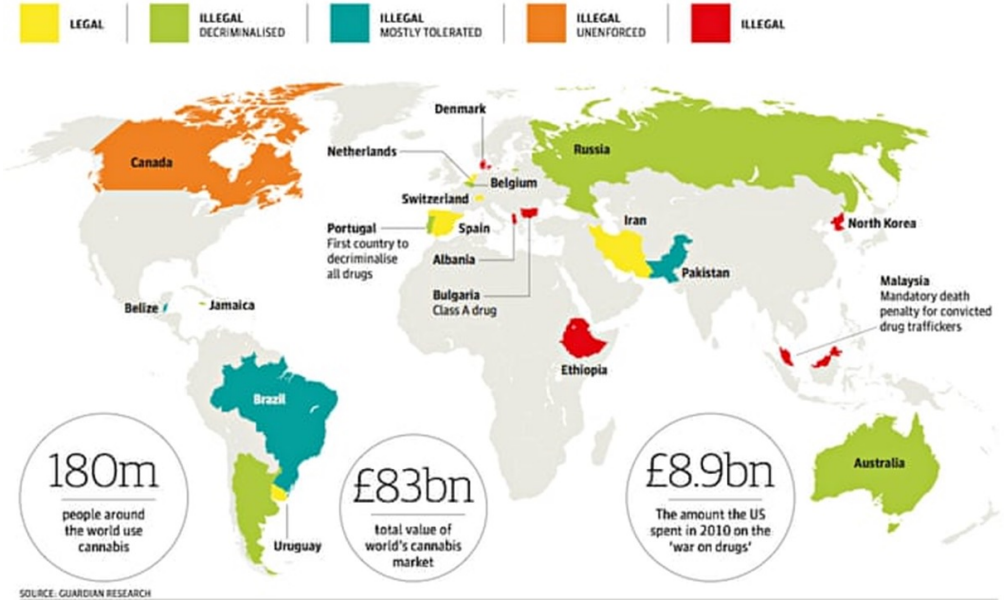 LEGAL
ILLEGAL
DECRIMINALISED
ILLEGAL
MOSTLY TOLERATED
ILLEGAL
UNENFORCED
ILLEGAL
Denmark
Canada
Netherlands
Russia
Belgium
Switzerland
Portugal
First country to
decriminalise
all drugs
Spain
Iran
North Korea
Albania
Pakistan
Malaysia
Mandatory death
penalty for convicted
drug traffickers
Bulgaria
Class A drug
Belize
Jamaica
Ethiopia
Brazil
Australia
180m
people around
the world use
cannabis
£83bn
total value of
world's cannabis
market
£8.9bn
The amount the US
spent in 2010 on the
'war on drugs'
Uruguay
SOURCE: GUARDIAN RESEARCH